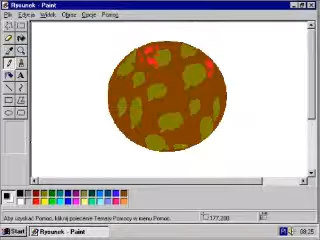 Rysunek - Paint
Plik Edycja Widok Obraz Opcje Pomoc
Aby uzyskać Pomoc, kliknij polecenie Tematy Pomocy w menu Pomoc.
177,200
Start
Rysunek - Paint
08:25